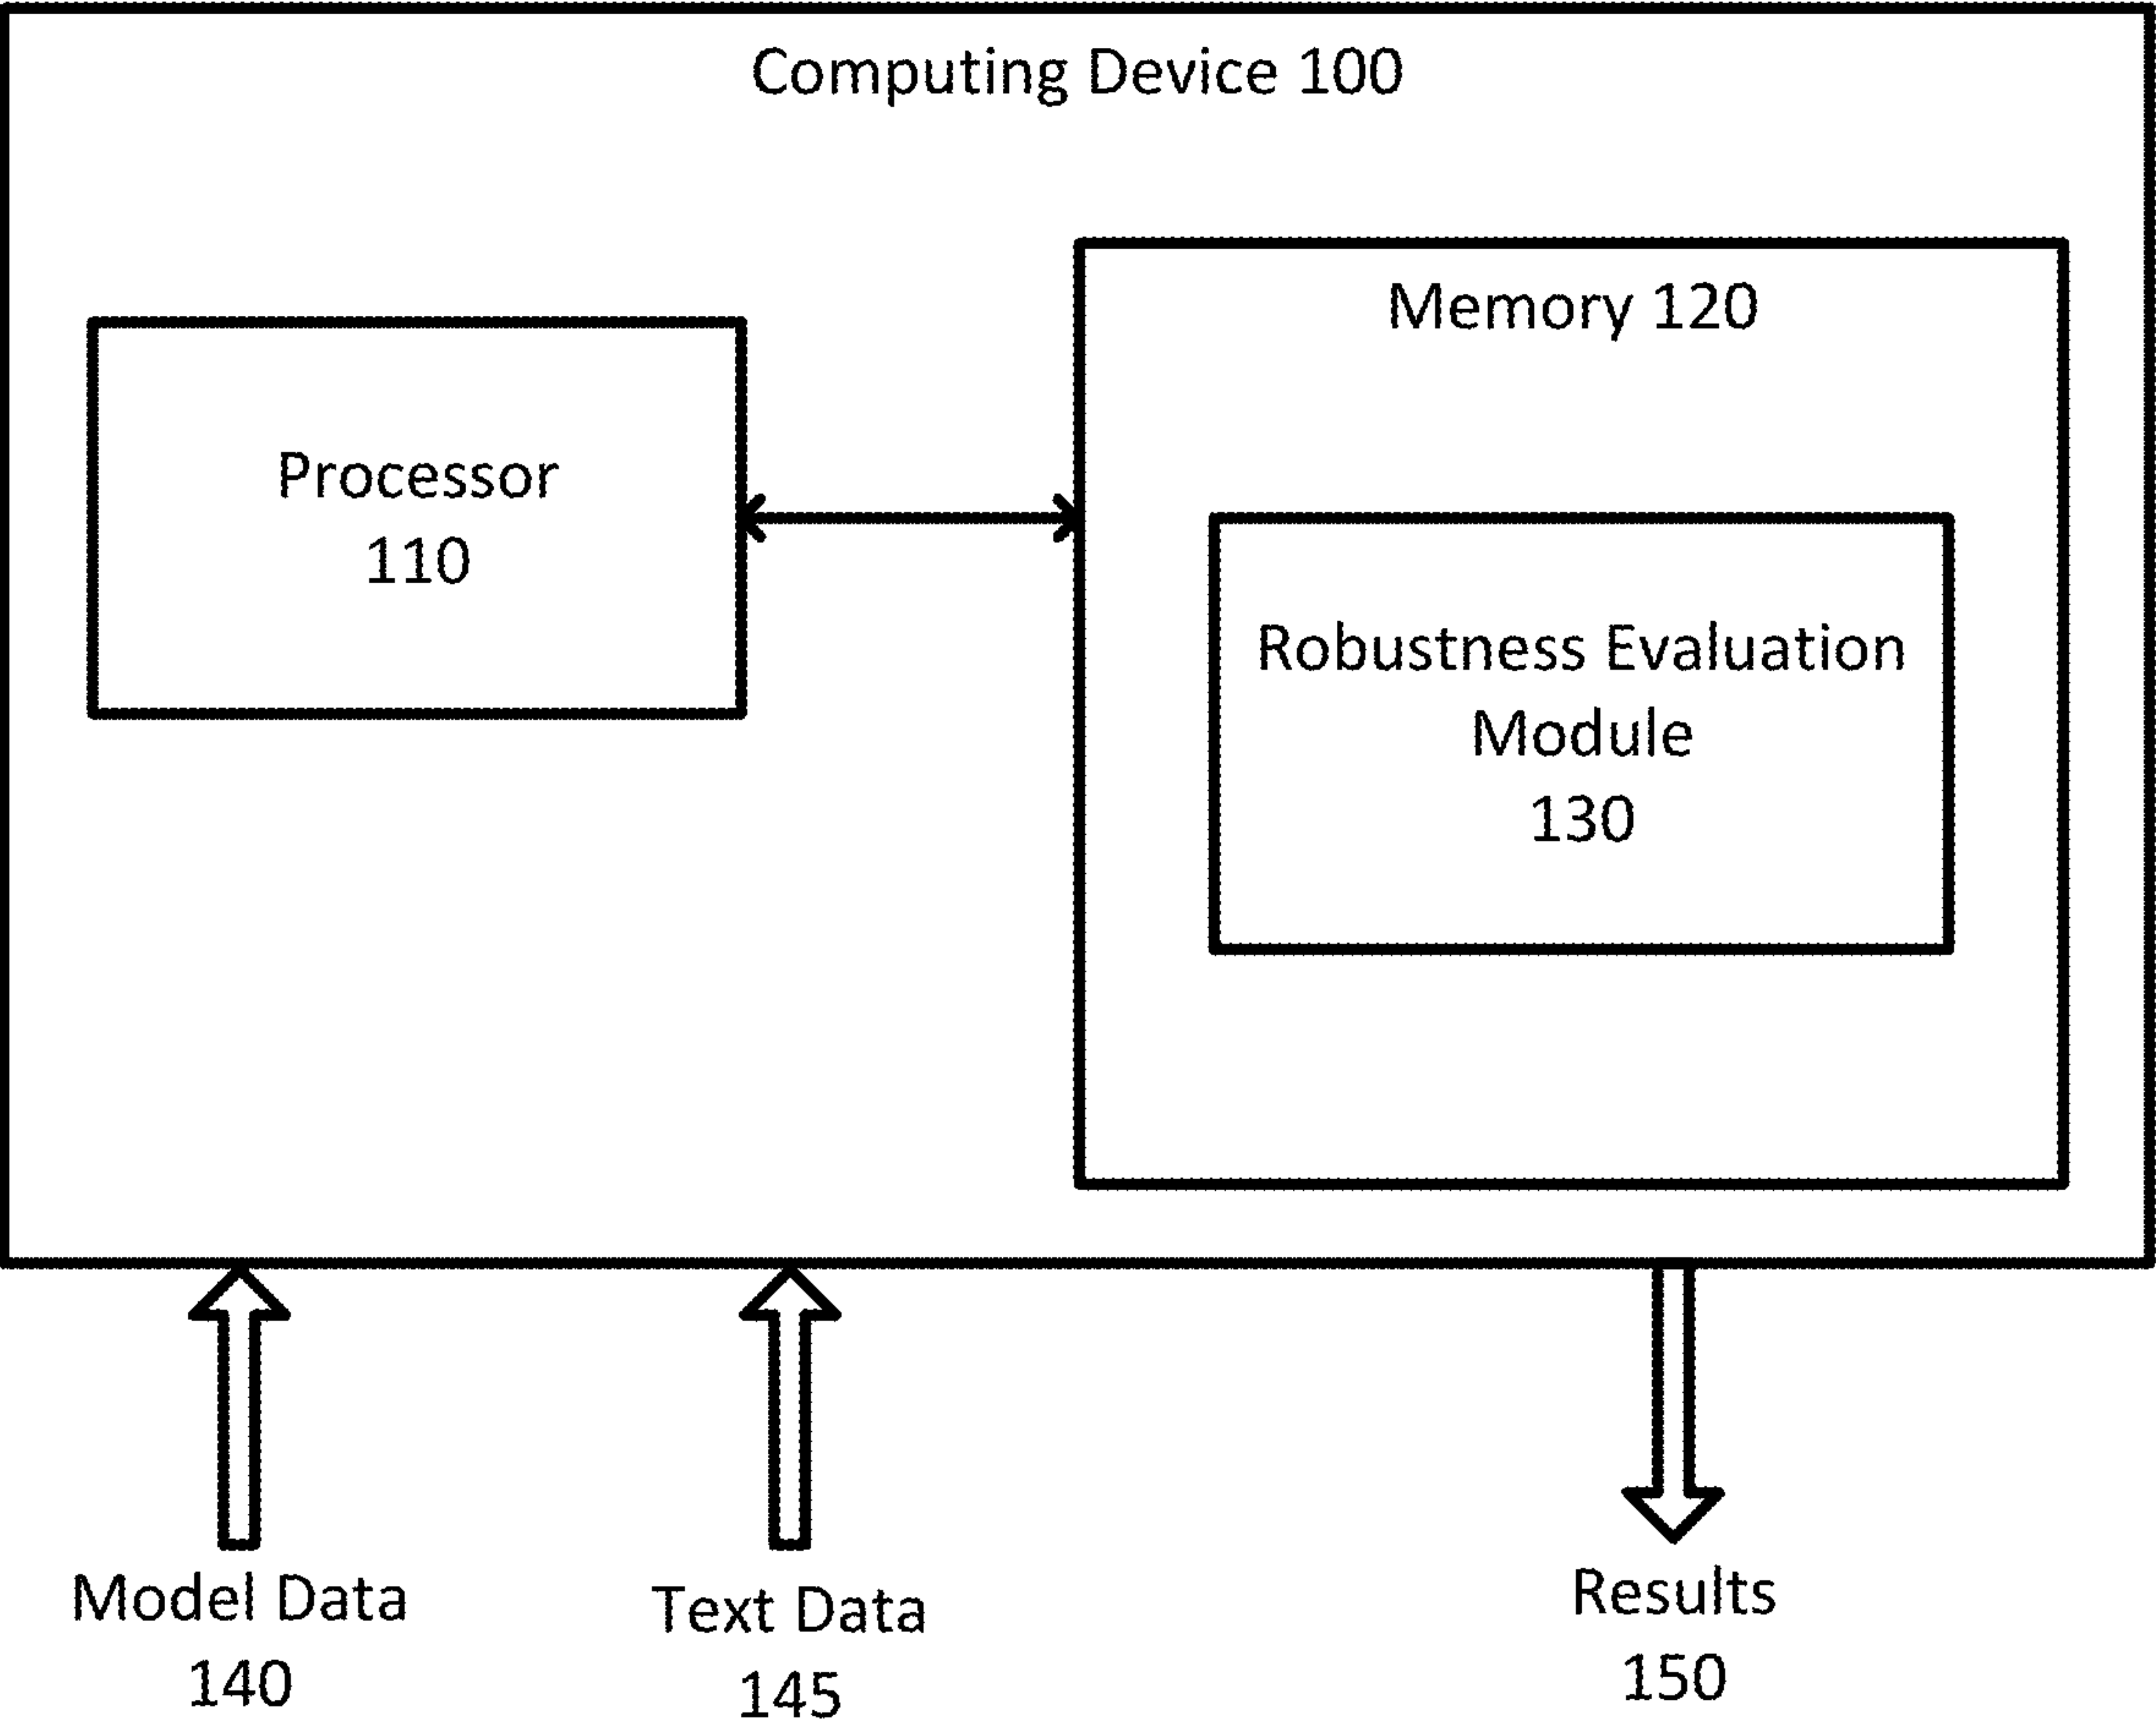 Computing Device 100
Memory 120
Processor
110
Robustness Evaluation
Module
130
Model Data
140
Text Data
145
Results
150